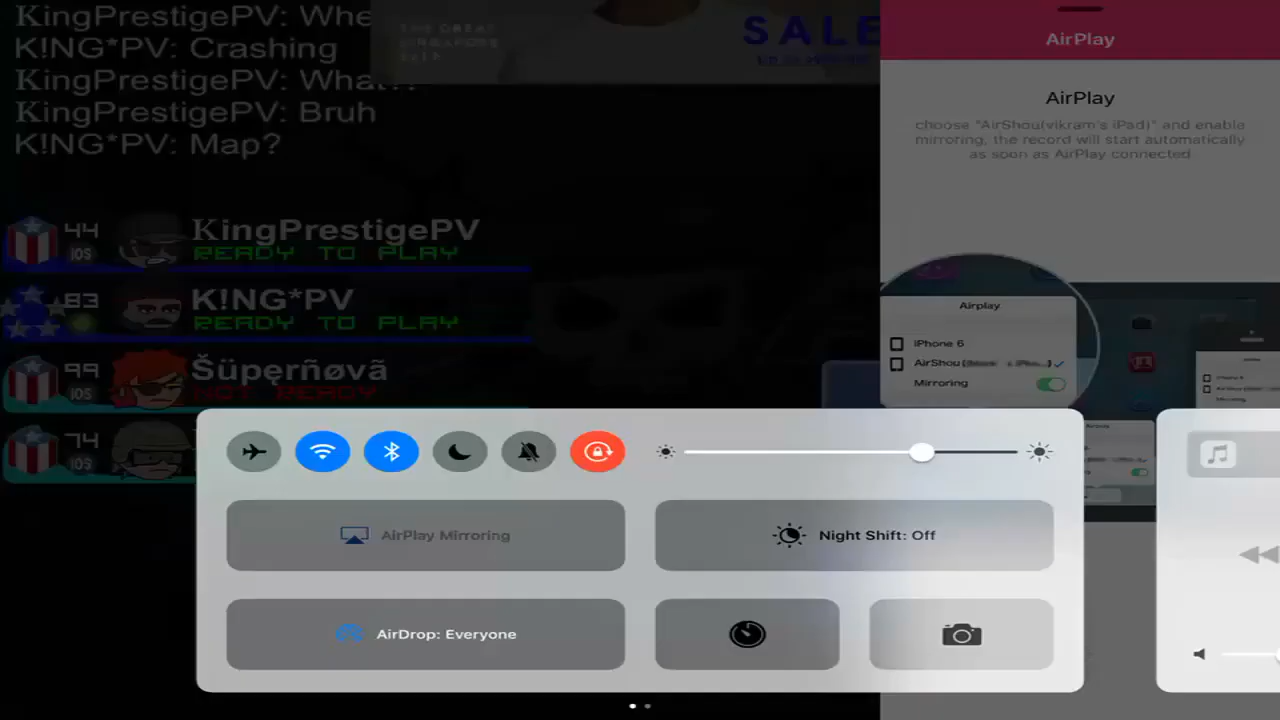 KingPrestigePV: Whe
K!NG*PV: Crashing
KingPrestigePV: What??
KingPrestigePV: Bruh
K!NG*PV: Map?
SALE
44
iOS
KingPrestigePV
READY TO PLAY
83
K!NG*PV
READY TO PLAY
99
iOS
Šüpęrñøvã
NOT READY
74
iOS
AirPlay
AirPlay
choose "AirShou(vikram's iPad)" and enable
mirroring, the record will start automatically
as soon as AirPlay connected
Airplay
iPhone 6
AirShou
Mirroring
AirPlay Mirroring
Night Shift: Off
AirDrop: Everyone